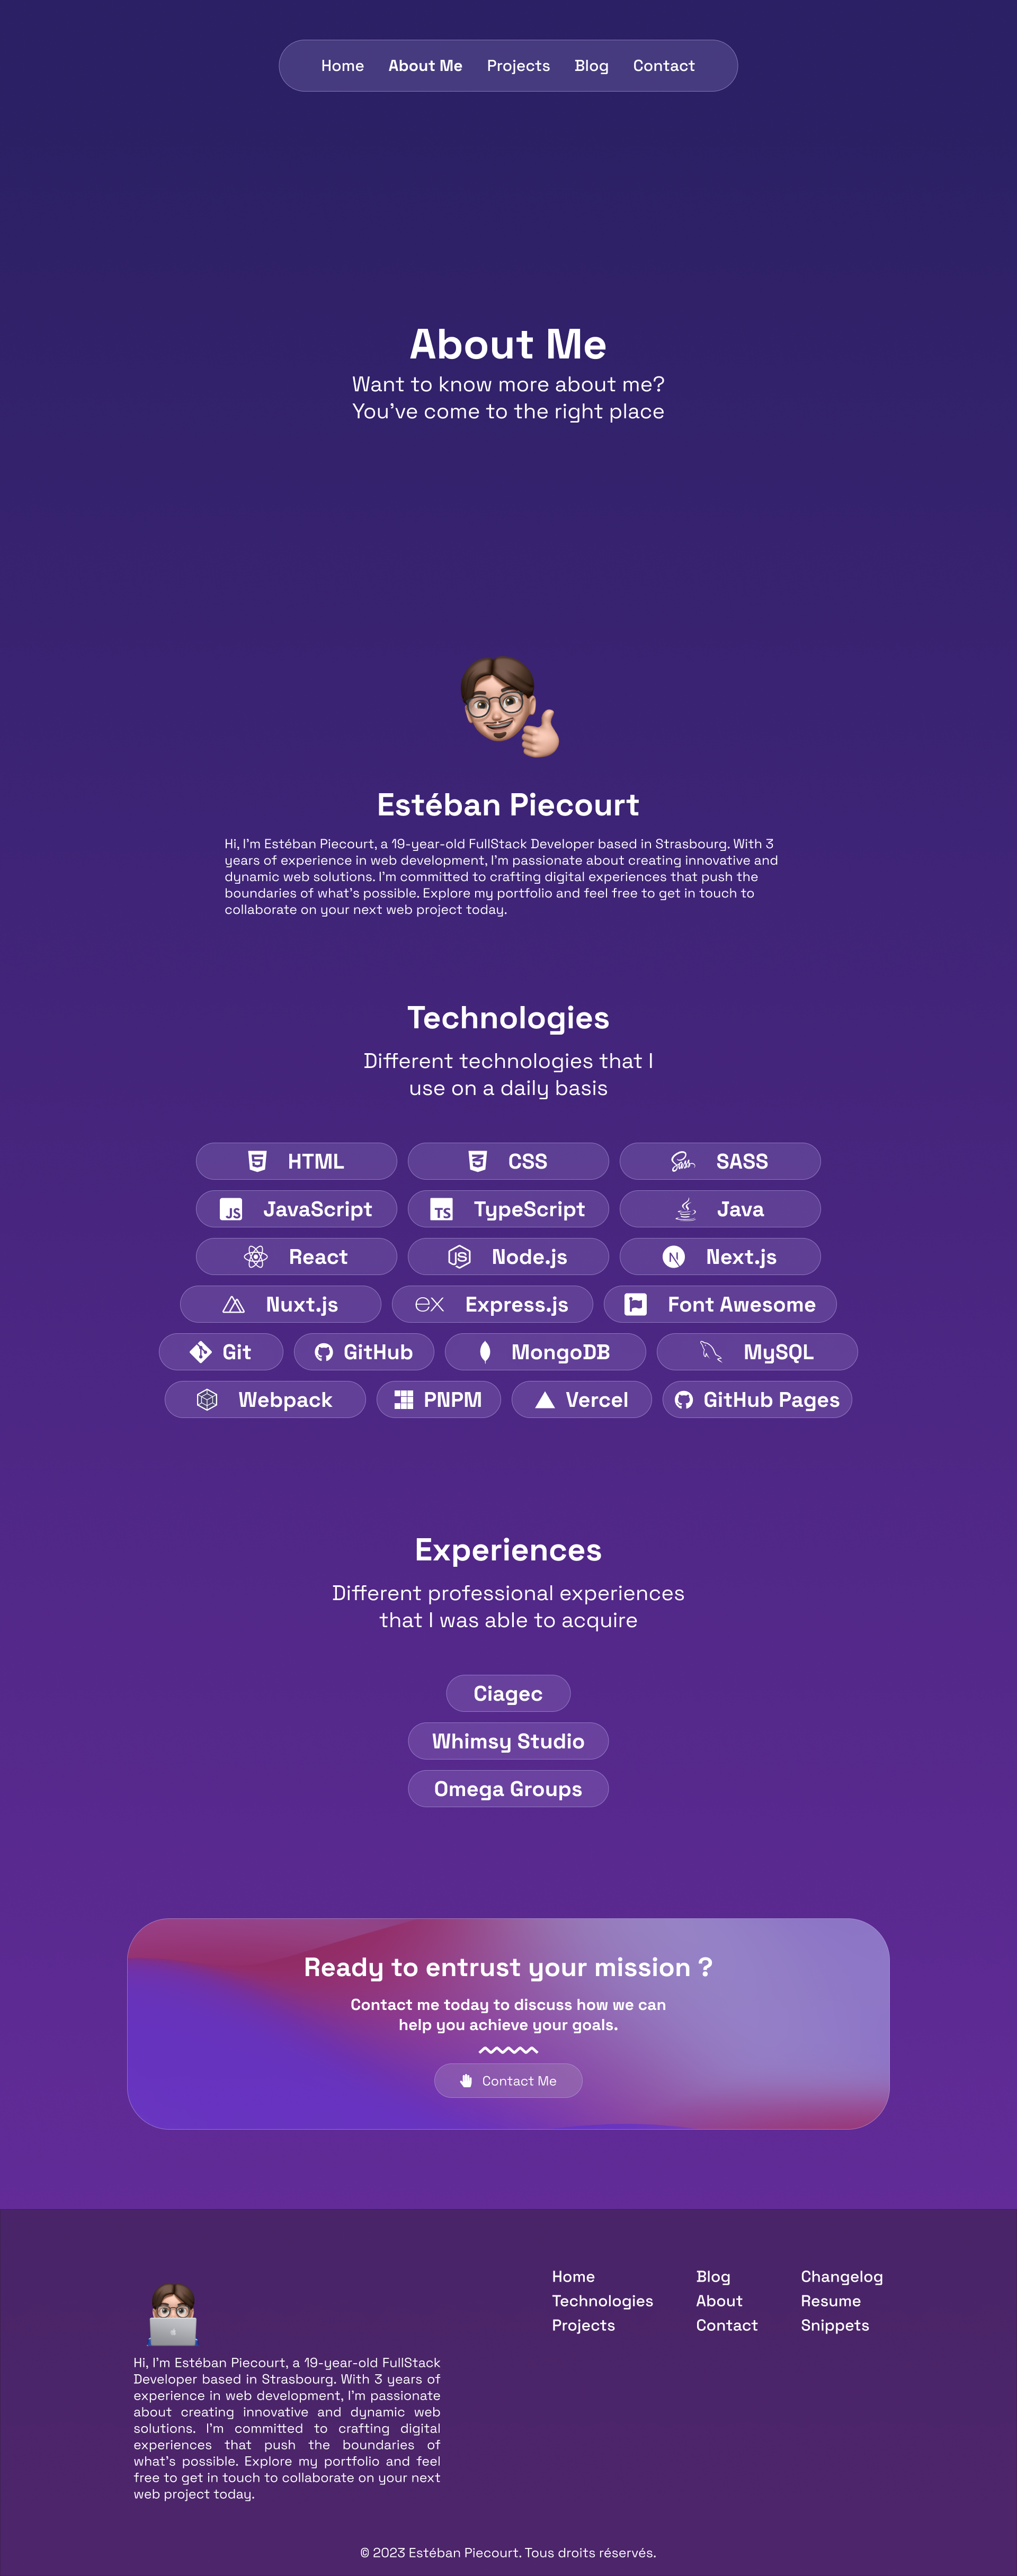 Home About Me Projects Blog Contact
About Me
Want to know more about me?
You've come to the right place
Estéban Piecourt
Hi, I'm Estéban Piecourt, a 19-year-old FullStack Developer based in Strasbourg. With 3
years of experience in web development, I'm passionate about creating innovative and
dynamic web solutions. I'm committed to crafting digital experiences that push the
boundaries of what's possible. Explore my portfolio and feel free to get in touch to
collaborate on your next web project today.
Technologies
Different technologies that I
use on a daily basis
5 HTML 3 CSS Sass SASS
JS JavaScript TS TypeScript Java
React JS Node.js N Next.js
Nuxt.js ex Express.js Font Awesome
Git GitHub MongoDB MySQL
Webpack PNPM Vercel GitHub Pages
Experiences
Different professional experiences
that I was able to acquire
Ciagec
Whimsy Studio
Omega Groups
Ready to entrust your mission ?
Contact me today to discuss how we can
help you achieve your goals.
Contact Me
Home Blog Changelog
Technologies About Resume
Projects Contact Snippets
Hi, I'm Estéban Piecourt, a 19-year-old FullStack
Developer based in Strasbourg. With 3 years of
experience in web development, I'm passionate
about creating innovative and dynamic web
solutions. I'm committed to crafting digital
experiences that push the boundaries of
what's possible. Explore my portfolio and feel
free to get in touch to collaborate on your next
web project today.
© 2023 Estéban Piecourt. Tous droits réservés.